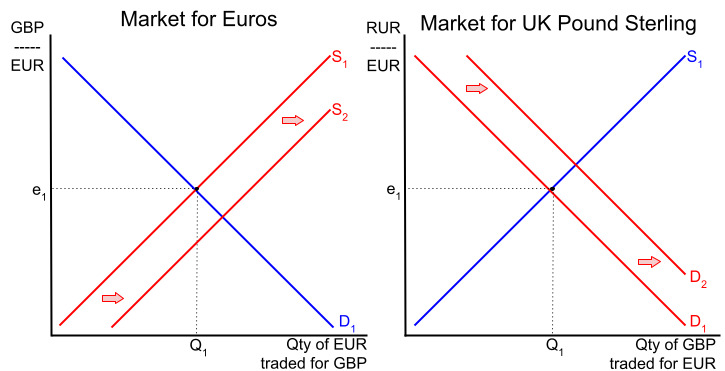 Market for Euros
GBP
-----
EUR
S1
S2
e1
D1
Q1
Qty of EUR
traded for GBP
Market for UK Pound Sterling
RUR
-----
EUR
S1
e1
D2
D1
Q1
Qty of GBP
traded for EUR